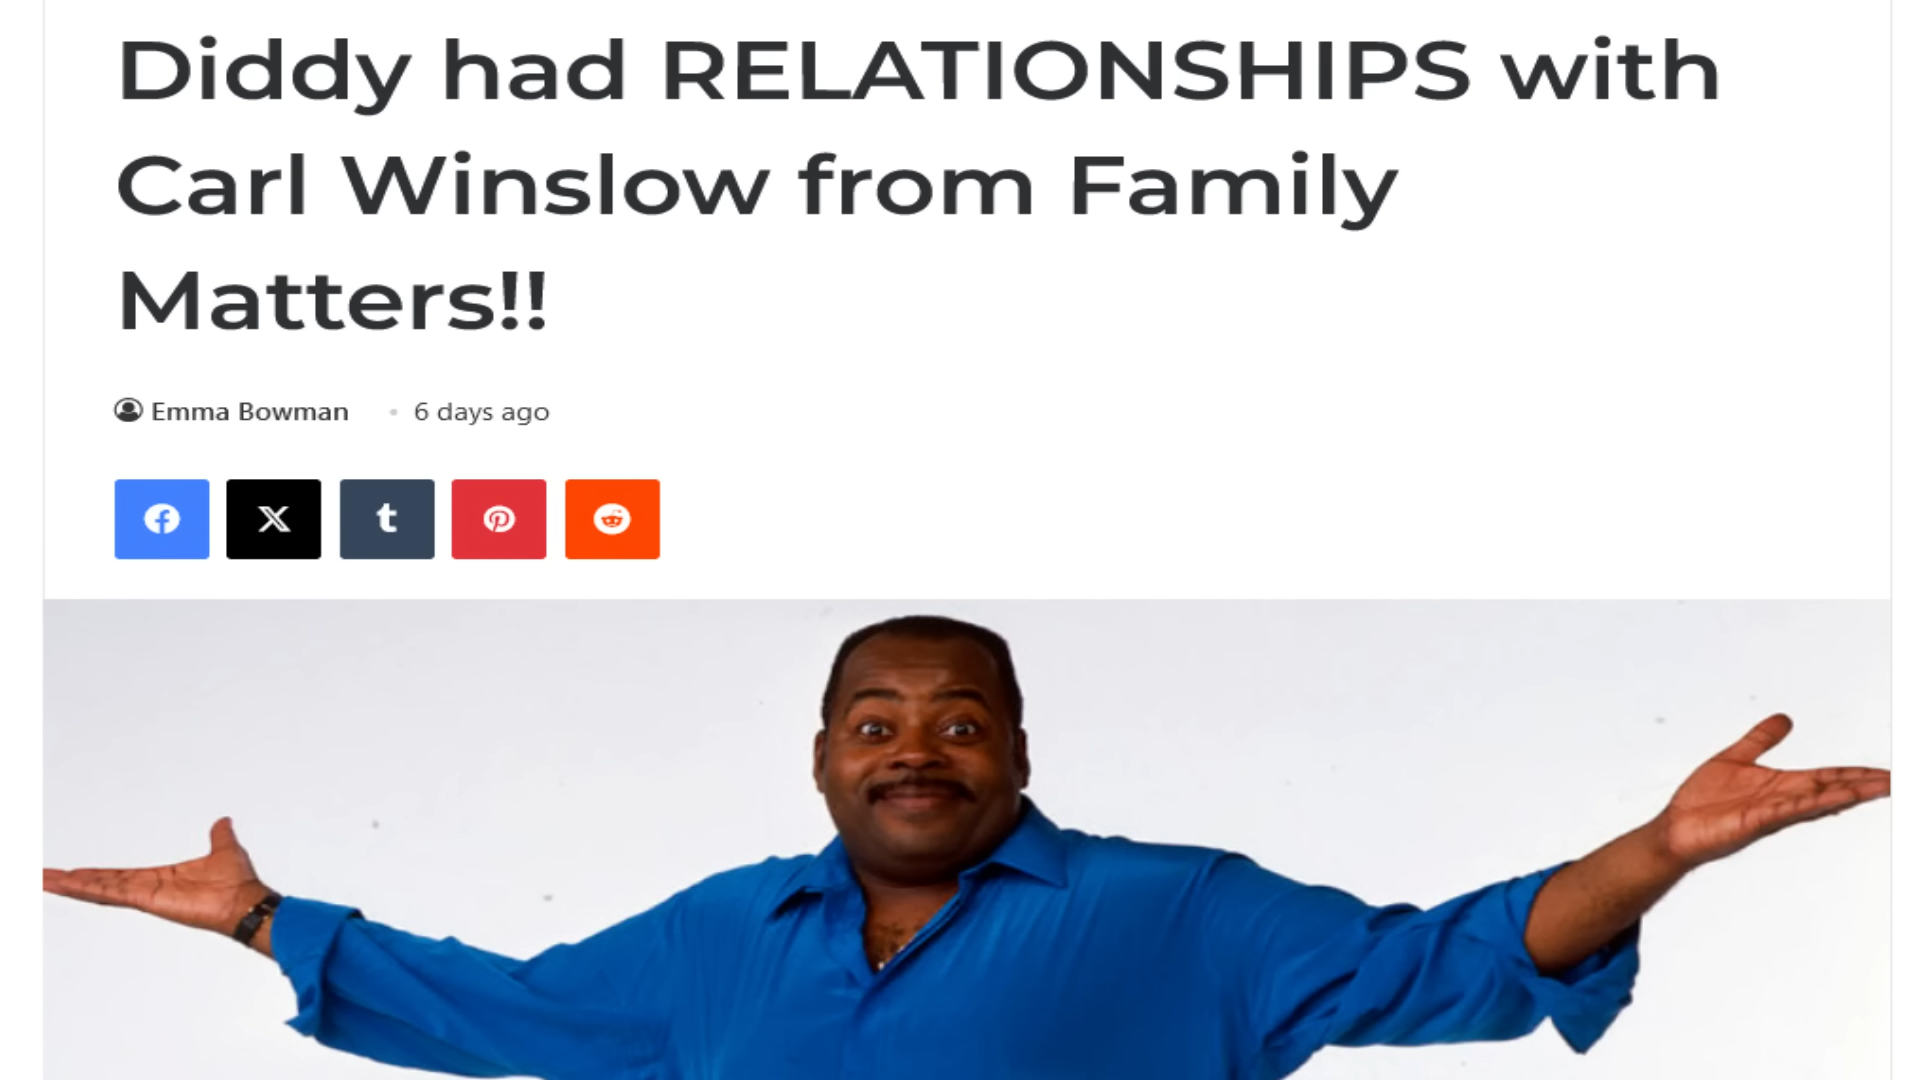 Diddy had RELATIONSHIPS with
Carl Winslow from Family
Matters!!
Emma Bowman • 6 days ago